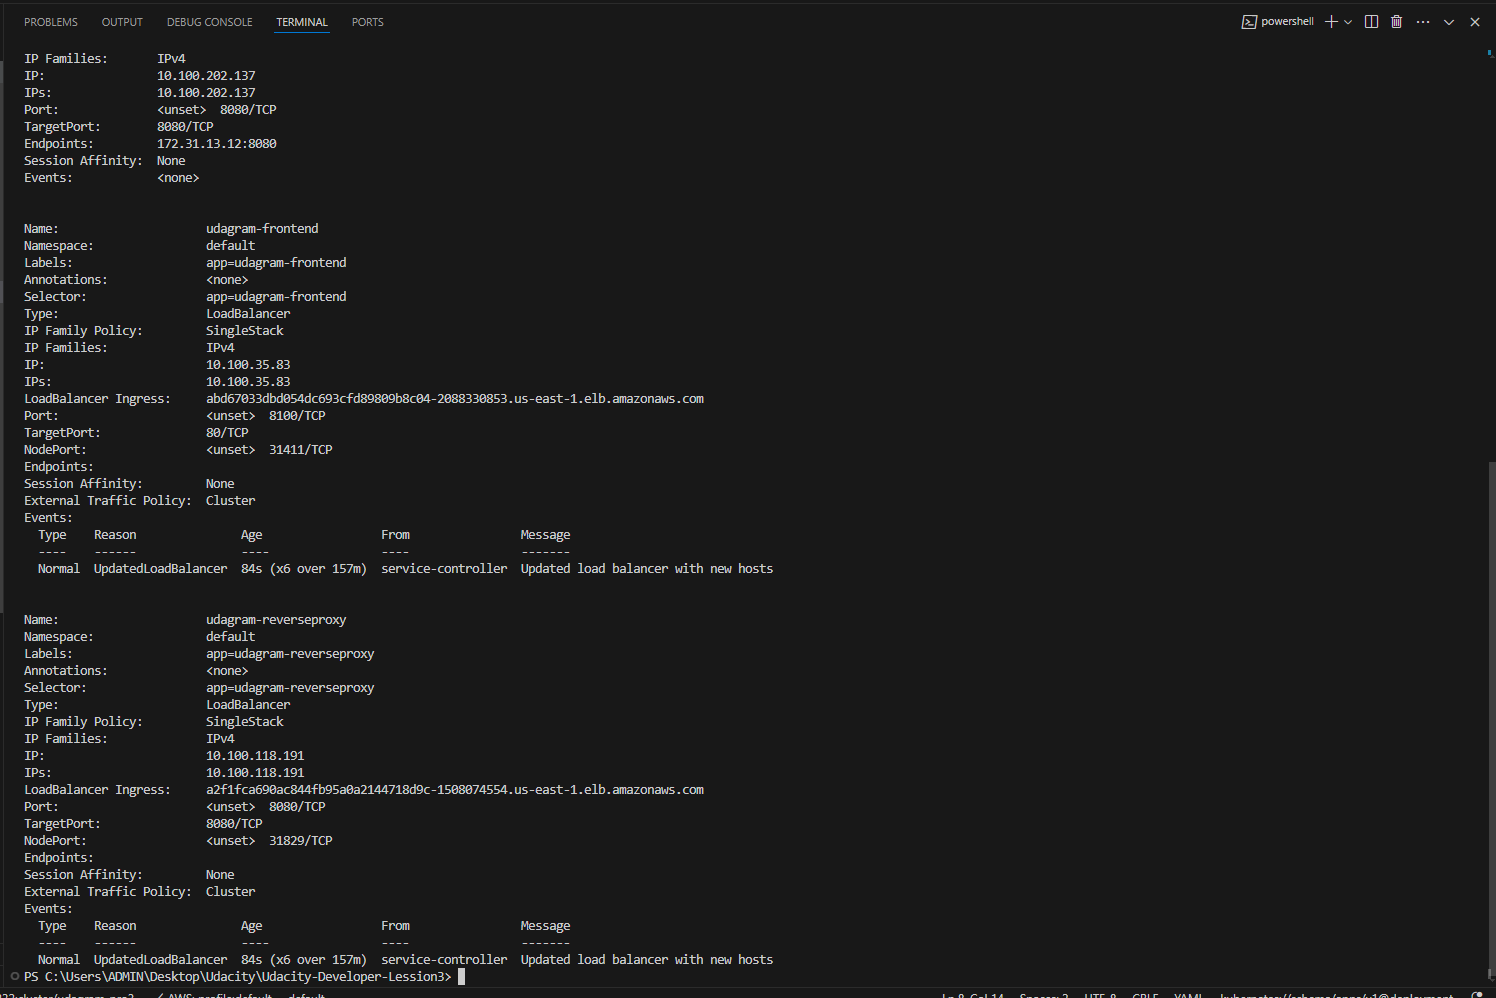 PROBLEMS OUTPUT DEBUG CONSOLE TERMINAL PORTS powershell
IP Families: IPv4
IP: 10.100.202.137
IPs: 10.100.202.137
Port: <unset> 8080/TCP
TargetPort: 8080/TCP
Endpoints: 172.31.13.12:8080
Session Affinity: None
Events: <none>
Name: udagram-frontend
Namespace: default
Labels: app=udagram-frontend
Annotations: <none>
Selector: app=udagram-frontend
Type: LoadBalancer
IP Family Policy: SingleStack
IP Families: IPv4
IP: 10.100.35.83
IPs: 10.100.35.83
LoadBalancer Ingress: abd67033dbd054dc693cfd89809b8c04-2088330853.us-east-1.elb.amazonaws.com
Port: <unset> 8100/TCP
TargetPort: 80/TCP
NodePort: <unset> 31411/TCP
Endpoints:
Session Affinity: None
External Traffic Policy: Cluster
Events:
Type Reason Age From Message
---- ------ ---- ---- -------
Normal UpdatedLoadBalancer 84s (x6 over 157m) service-controller Updated load balancer with new hosts
Name: udagram-reverseproxy
Namespace: default
Labels: app=udagram-reverseproxy
Annotations: <none>
Selector: app=udagram-reverseproxy
Type: LoadBalancer
IP Family Policy: SingleStack
IP Families: IPv4
IP: 10.100.118.191
IPs: 10.100.118.191
LoadBalancer Ingress: a2f1fca690ac844fb95a0a2144718d9c-1508074554.us-east-1.elb.amazonaws.com
Port: <unset> 8080/TCP
TargetPort: 8080/TCP
NodePort: <unset> 31829/TCP
Endpoints:
Session Affinity: None
External Traffic Policy: Cluster
Events:
Type Reason Age From Message
---- ------ ---- ---- -------
Normal UpdatedLoadBalancer 84s (x6 over 157m) service-controller Updated load balancer with new hosts
PS C:\Users\ADMIN\Desktop\Udacity\Udacity-Developer-Lession3>